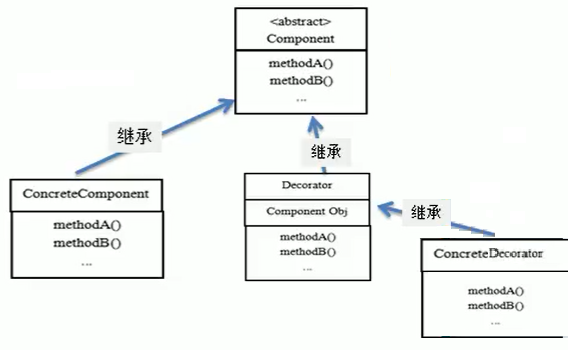 <abstract>
Component
methodA()
methodB()
...
继承
继承
ConcreteComponent
methodA()
methodB()
...
Decorator
Component Obj
methodA()
methodB()
...
继承
ConcreteDecorator
methodA()
methodB()
...